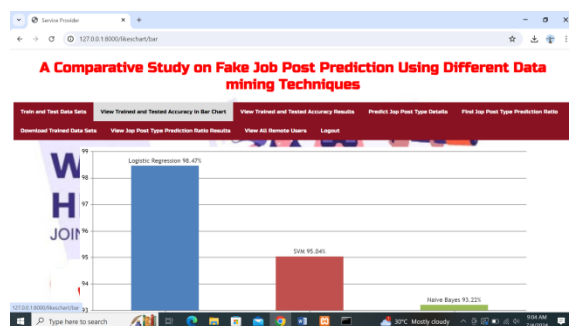 Service Provider
127.0.0.1:8000/likeschart/bar
A Comparative Study on Fake Job Post Prediction Using Different Data
mining Techniques
Train and Test Data Sets View Trained and Tested Accuracy in Bar Chart View Trained and Tested Accuracy Results Predict Jop Post Type Details Find Jop Post Type Prediction Ratio
Download Trained Data Sets View Jop Post Type Prediction Ratio Results View All Remote Users Logout
99
Logistic Regression 98.47%
98
W
97
H
96
JOIN
SVM 95.04%
95
94
Naive Bayes 93.22%
93
127.0.0.1:8000/likeschart/bar
Type here to search
30°C Mostly cloudy
9:04 AM